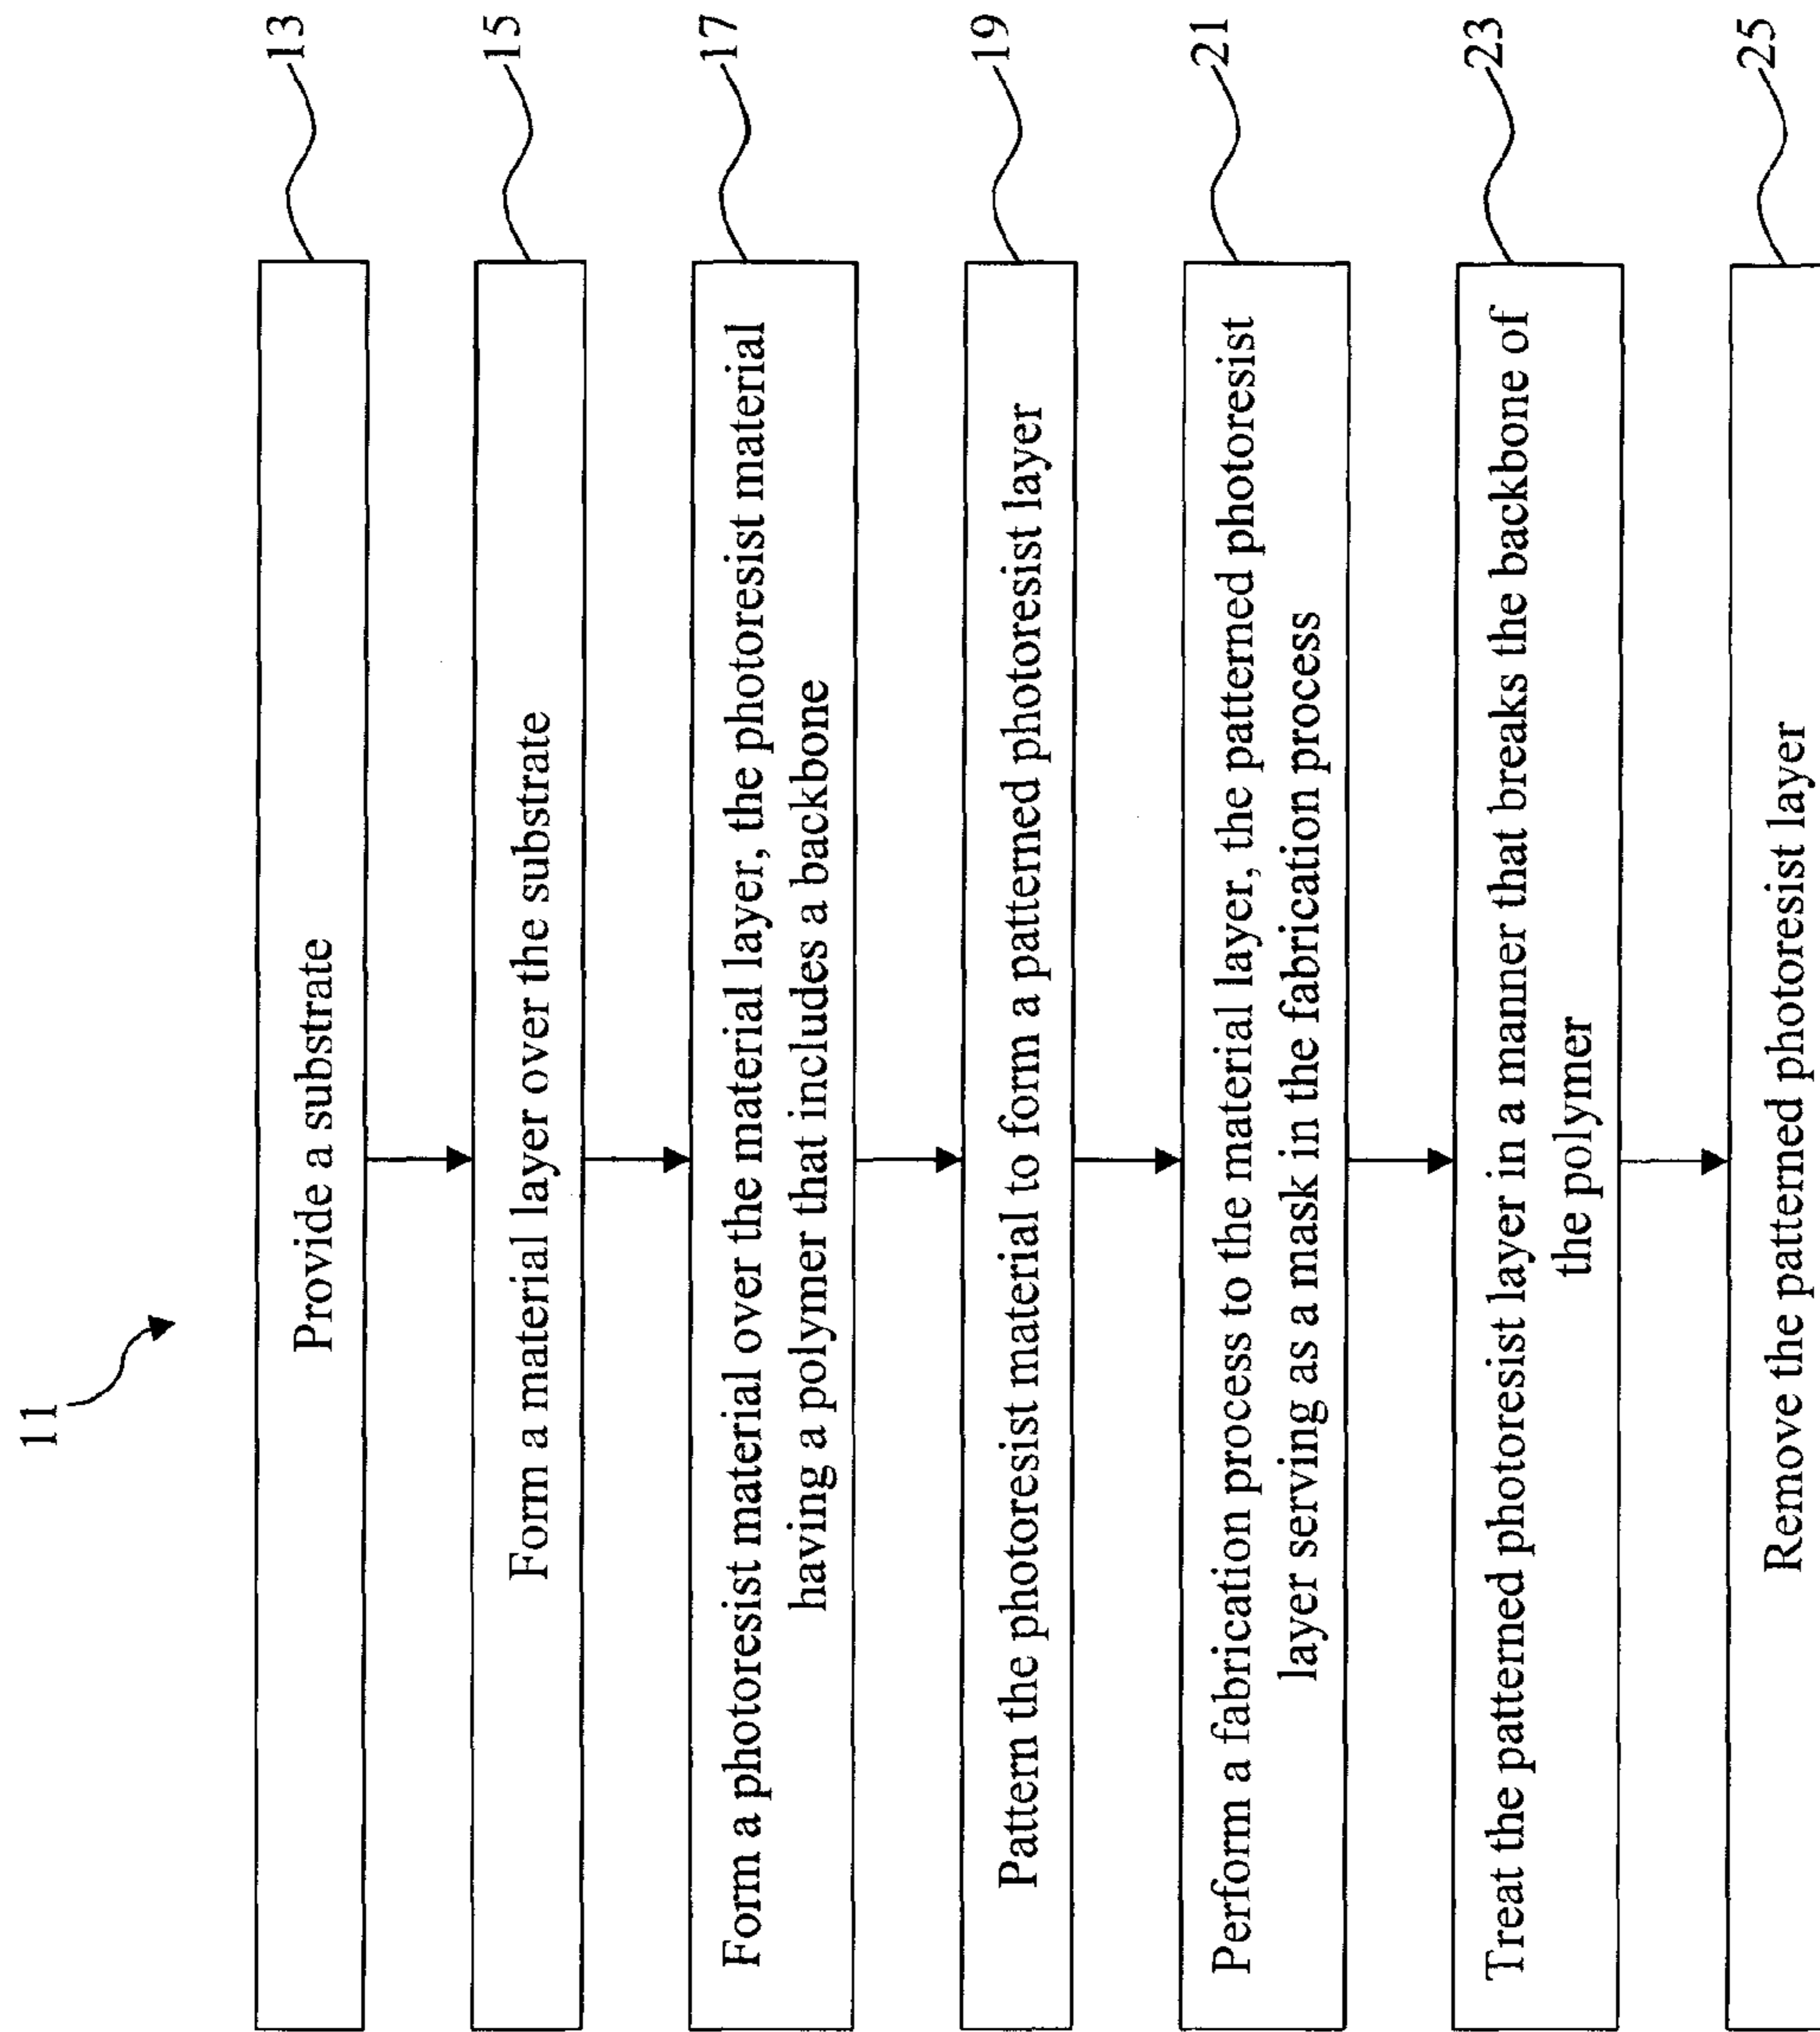 11
Provide a substrate
13
Form a material layer over the substrate
15
Form a photoresist material over the material layer, the photoresist material
having a polymer that includes a backbone
17
Pattern the photoresist material to form a patterned photoresist layer
19
Perform a fabrication process to the material layer, the patterned photoresist
layer serving as a mask in the fabrication process
21
Treat the patterned photoresist layer in a manner that breaks the backbone of
the polymer
23
Remove the patterned photoresist layer
25